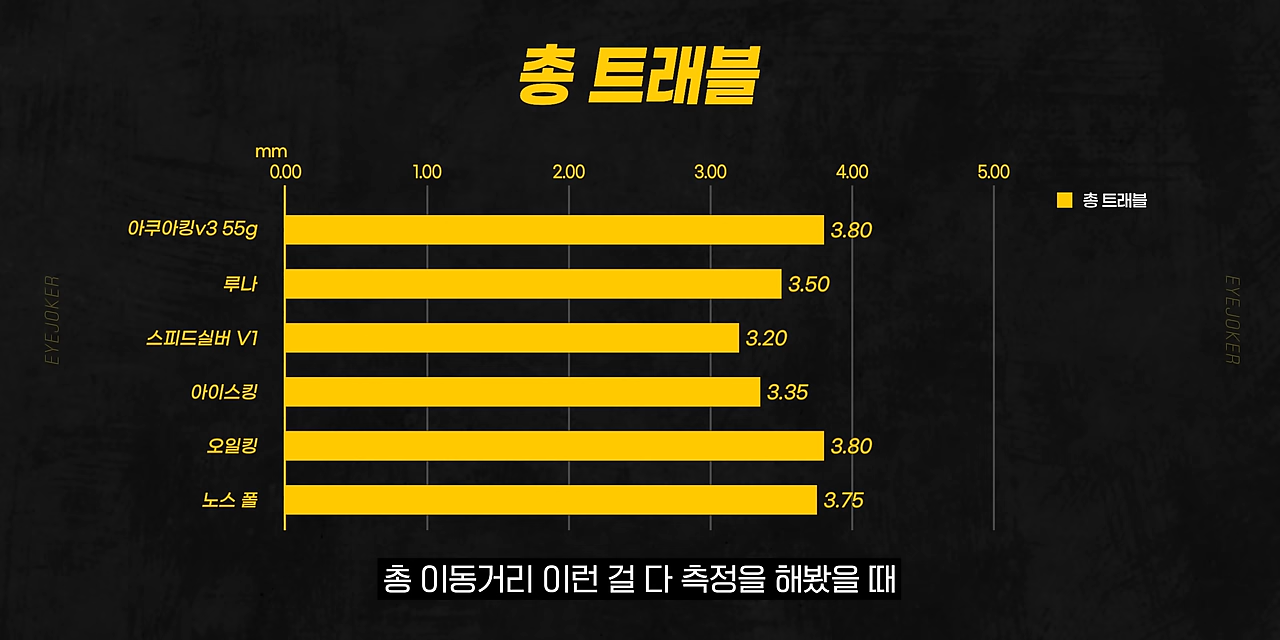 총 트래블
mm
0.00 1.00 2.00 3.00 4.00 5.00
총 트래블
아쿠아킹v3 55g 3.80
루나 3.50
스피드실버 V1 3.20
아이스킹 3.35
오일킹 3.80
노스 폴 3.75
EYEJOKER
EYEJOKER
총 이동거리 이런 걸 다 측정을 해봤을 때